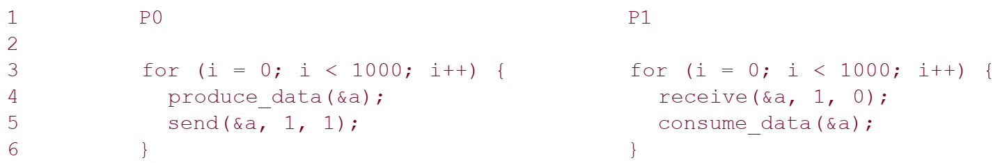 1 P0 P1
2
3 for (i = 0; i < 1000; i++) { for (i = 0; i < 1000; i++) {
4 produce_data(&a); receive(&a, 1, 0);
5 send(&a, 1, 1); consume_data(&a);
6 } }